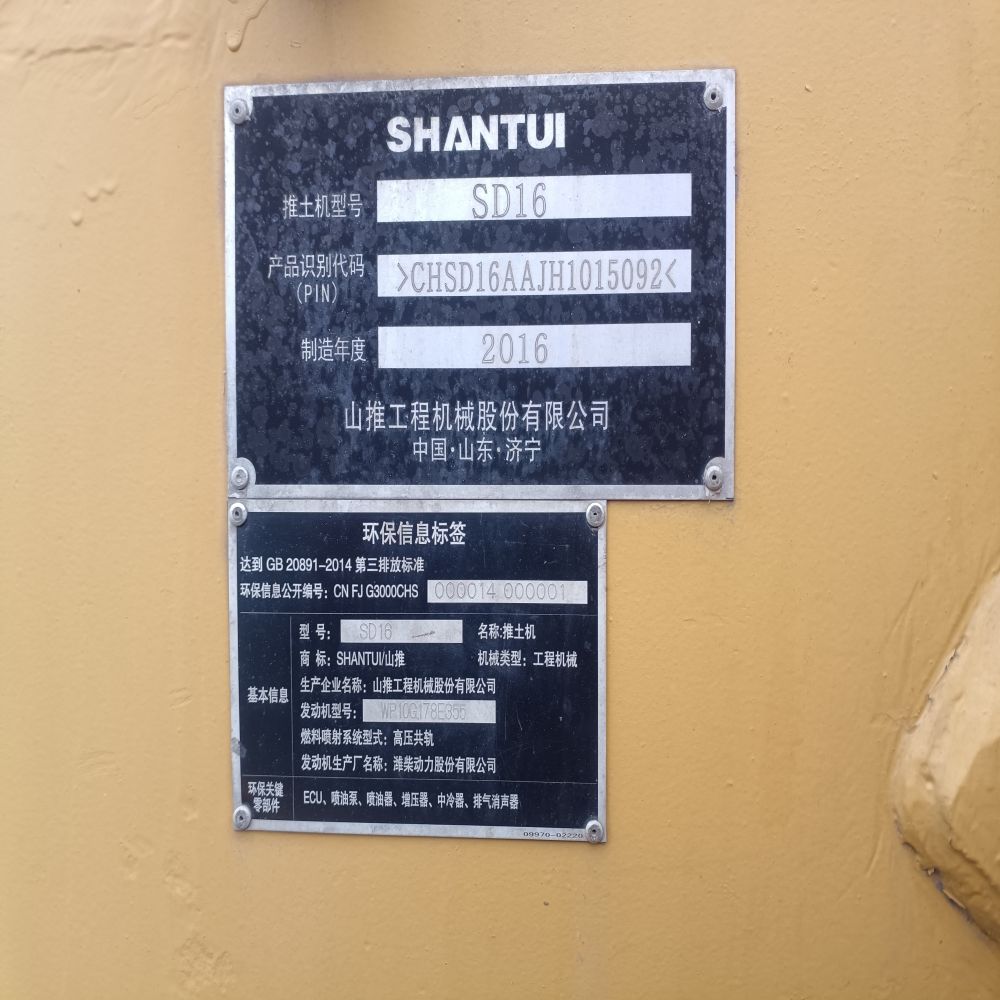 SHANTUI
推土机型号 SD16
产品识别代码 >CHSD16AAJH1015092<
(PIN)
制造年度 2016
山推工程机械股份有限公司
中国·山东·济宁
环保信息标签
达到 GB 20891-2014 第三排放标准
环保信息公开编号: CN FJ G3000CHS 000014 000001
型 号: SD16 — 名称:推土机
商 标: SHANTUI/山推 机械类型: 工程机械
基本信息
生产企业名称: 山推工程机械股份有限公司
发动机型号: WP10G178E355
燃料喷射系统型式: 高压共轨
发动机生产厂名称: 潍柴动力股份有限公司
环保关键
零部件
ECU、喷油泵、喷油器、增压器、中冷器、排气消声器
09970-02220